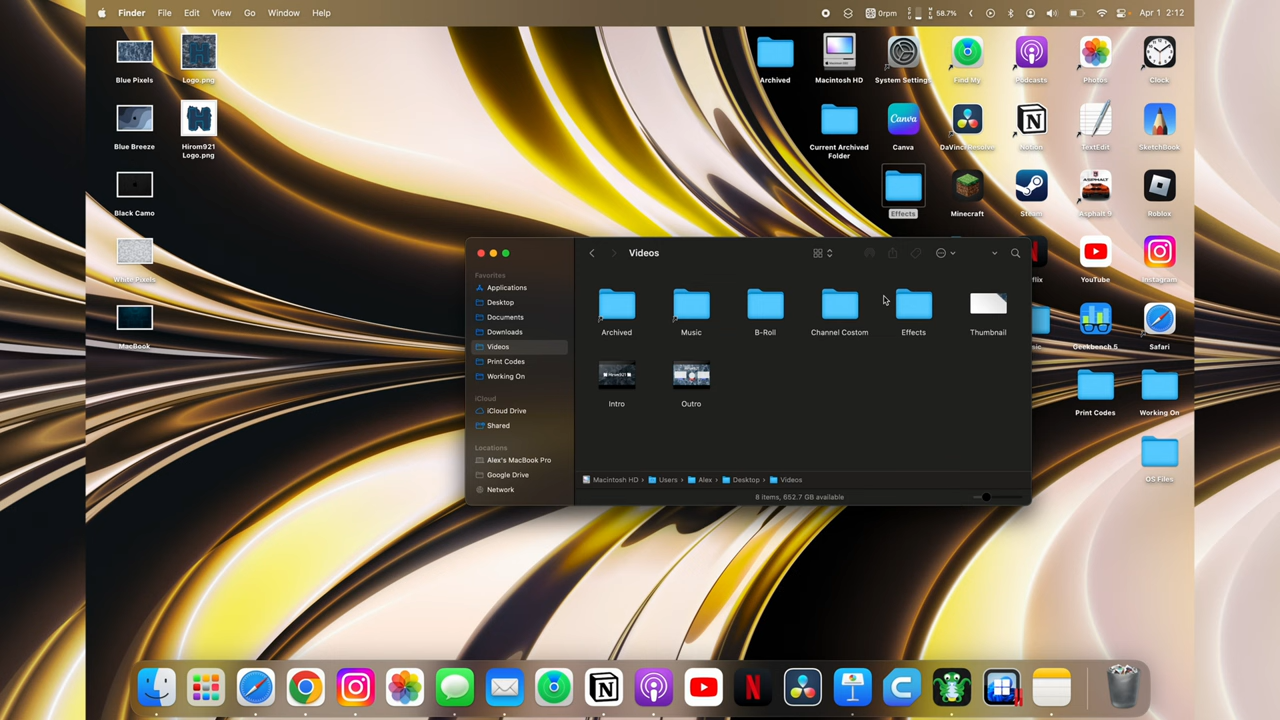 Finder File Edit View Go Window Help
0rpm 58.7% Apr 1 2:12
Blue Pixels
Logo.png
Blue Breeze
Hirom921
Logo.png
Black Camo
White Pixels
MacBook
Archived
Macintosh HD
System Settings
Find My
Podcasts
Photos
Clock
Current Archived
Folder
Canva
Canva
DaVinci Resolve
Notion
TextEdit
SketchBook
Effects
Minecraft
Steam
Asphalt 9
Roblox
YouTube
Instagram
Geekbench 5
Safari
Print Codes
Working On
OS Files
Videos
Favorites
Applications
Desktop
Documents
Downloads
Videos
Print Codes
Working On
iCloud
iCloud Drive
Shared
Locations
Alex's MacBook Pro
Google Drive
Network
Archived
Music
B-Roll
Channel Costom
Effects
Thumbnail
Hirom921
Intro
Outro
Macintosh HD › Users › Alex › Desktop › Videos
8 items, 652.7 GB available